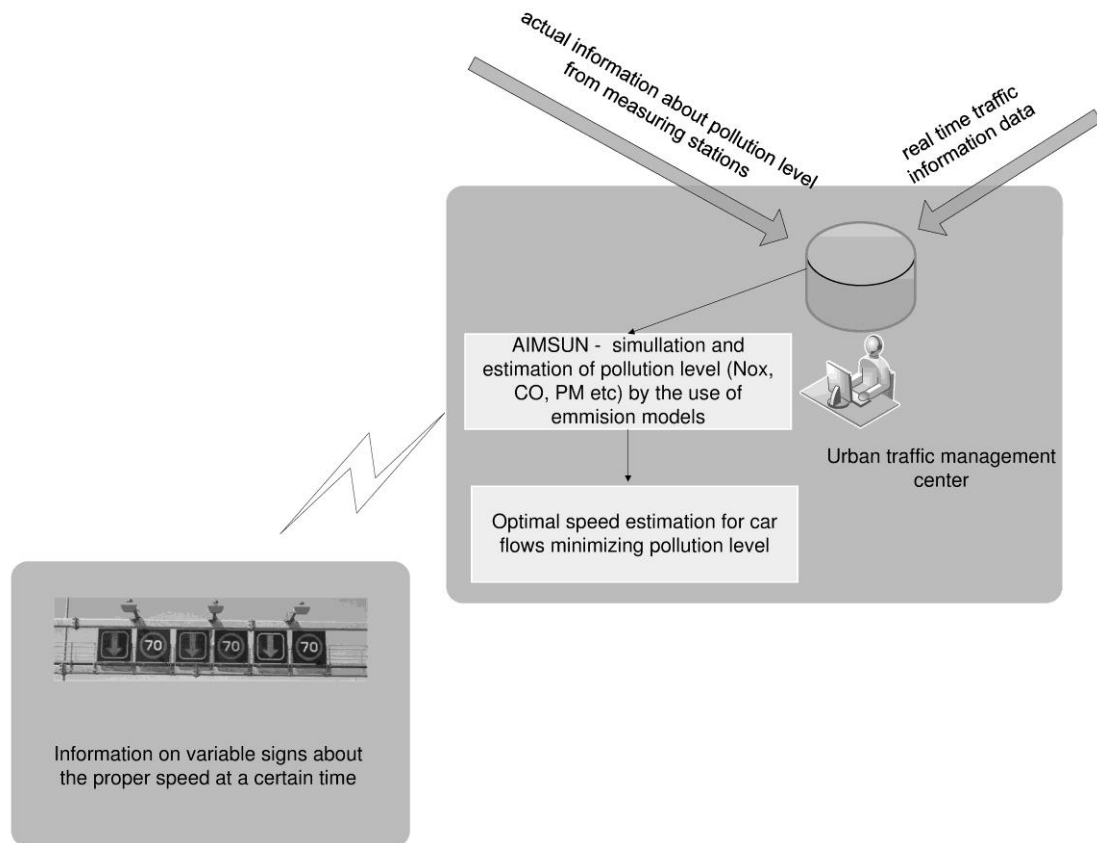 actual information about pollution level
from measuring stations
real time traffic
information data
AIMSUN - simullation and
estimation of pollution level (Nox,
CO, PM etc) by the use of
emmision models
Urban traffic management
center
Optimal speed estimation for car
flows minimizing pollution level
70 70 70
Information on variable signs about
the proper speed at a certain time